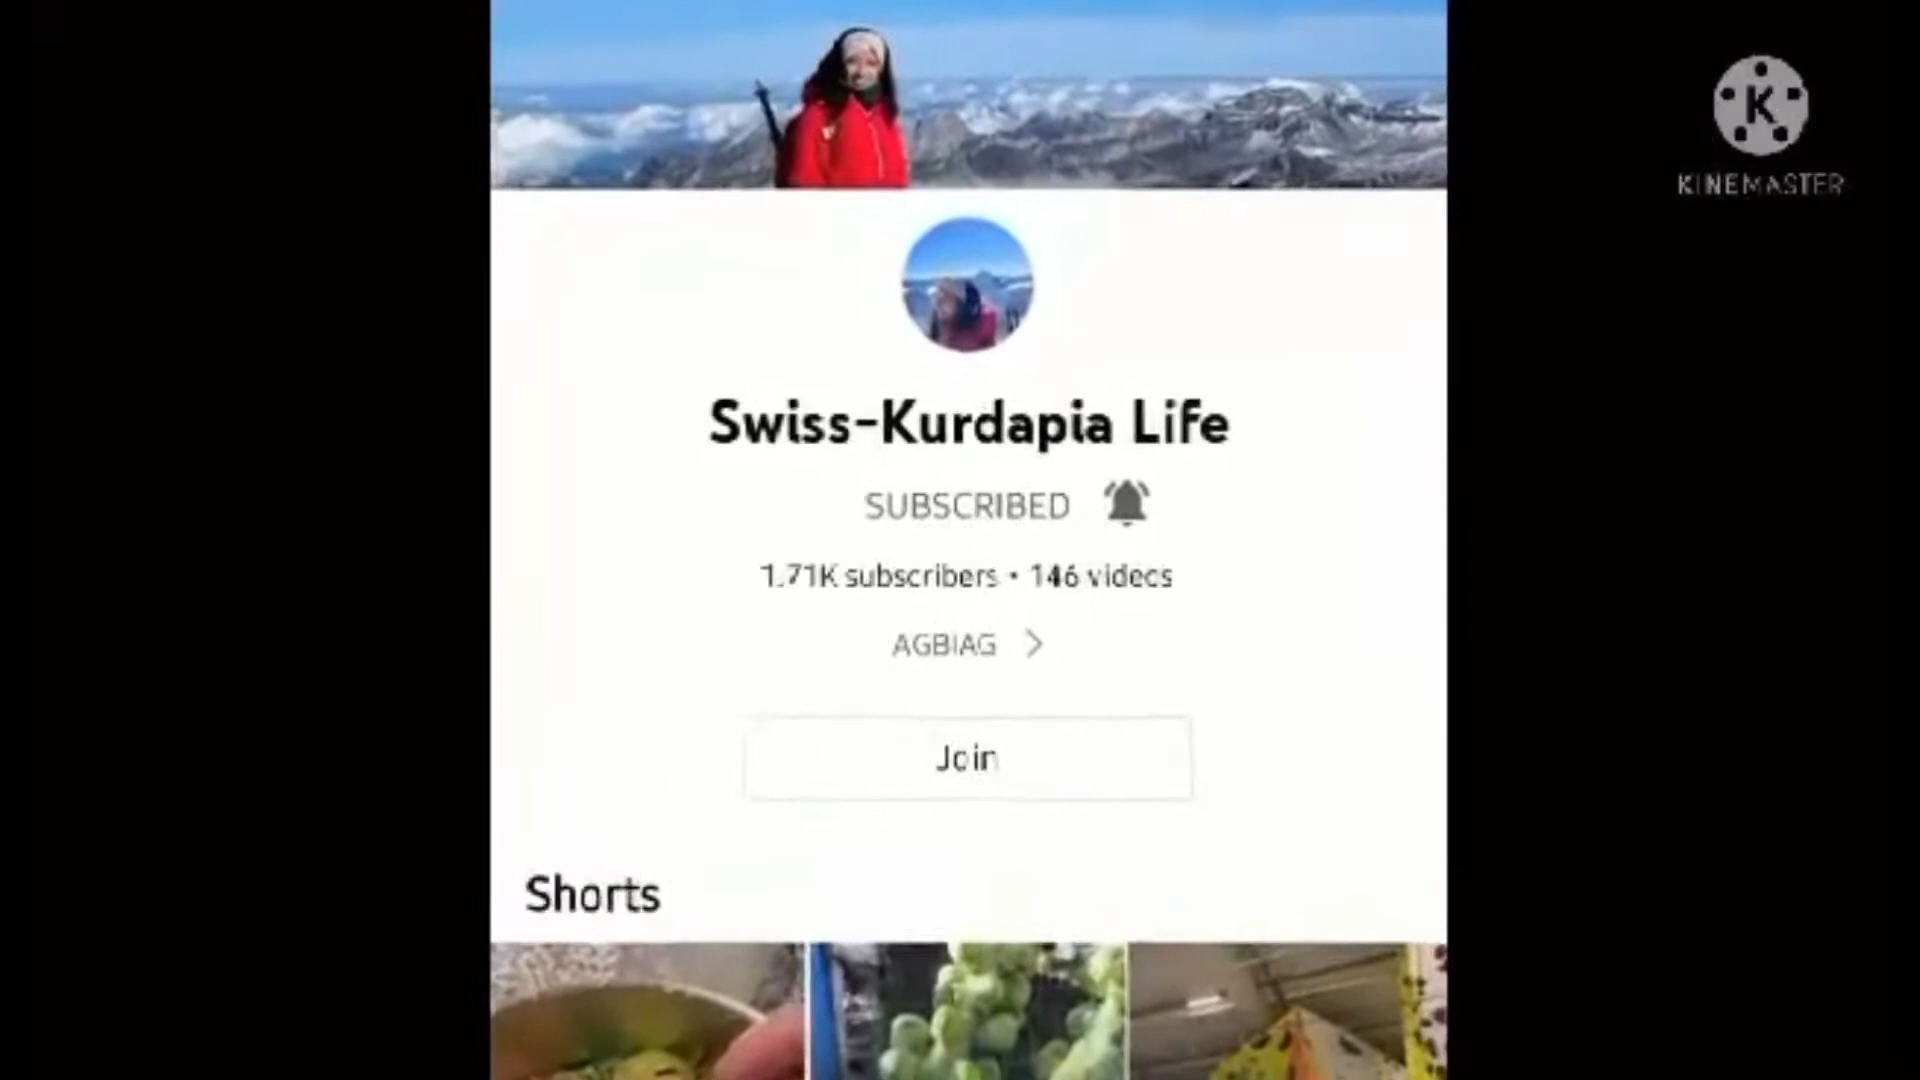 K
KINEMASTER
Swiss-Kurdapia Life
SUBSCRIBED
1.71K subscribers • 146 videos
AGBIAG >
Join
Shorts